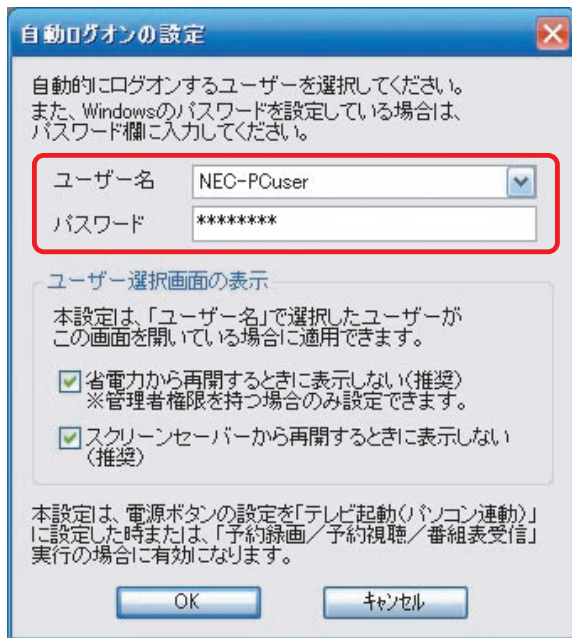 自動ログオンの設定
自動的にログオンするユーザーを選択してください。
また、Windowsのパスワードを設定している場合は、
パスワード欄に入力してください。
ユーザー名 NEC-PCuser
パスワード ********
ユーザー選択画面の表示
本設定は、「ユーザー名」で選択したユーザーが
この画面を開いている場合に適用できます。
省電力から再開するときに表示しない(推奨)
※管理者権限を持つ場合のみ設定できます。
スクリーンセーバーから再開するときに表示しない
(推奨)
本設定は、電源ボタンの設定を「テレビ起動(パソコン連動)」
に設定した時または、「予約録画/予約視聴/番組表受信」
実行の場合に有効になります。
OK キャンセル